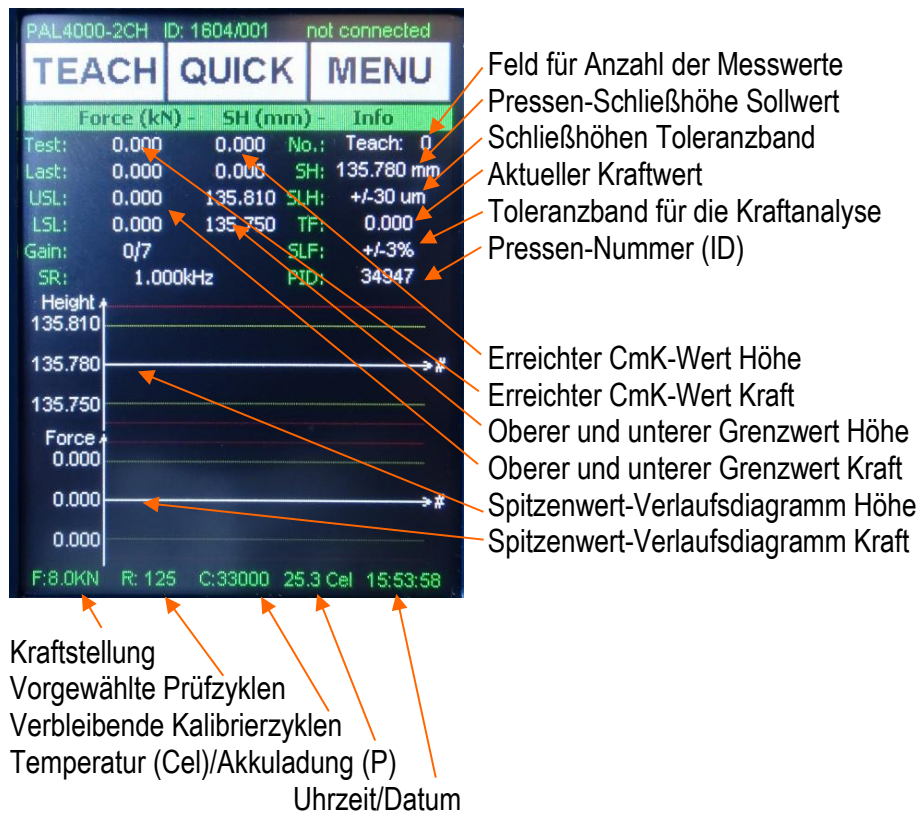 PAL4000-2CH ID: 1604/001 not connected
TEACH QUICK MENU
Force (kN) - SH (mm) - Info
Test: 0.000 0.000 No.: Teach: 0
Last: 0.000 0.000 SH: 135.780 mm
USL: 0.000 135.810 SLH: +/-30 um
LSL: 0.000 135.750 TF: 0.000
Gain: 0/7 SLF: +/-3%
SR: 1.000kHz PID: 34947
Height
135.810
135.780 #
135.750
Force
0.000
0.000 #
0.000
F:8.0KN R: 125 C:33000 25.3 Cel 15:53:58
Feld für Anzahl der Messwerte
Pressen-Schließhöhe Sollwert
Schließhöhen Toleranzband
Aktueller Kraftwert
Toleranzband für die Kraftanalyse
Pressen-Nummer (ID)
Erreichter CmK-Wert Höhe
Erreichter CmK-Wert Kraft
Oberer und unterer Grenzwert Höhe
Oberer und unterer Grenzwert Kraft
Spitzenwert-Verlaufsdiagramm Höhe
Spitzenwert-Verlaufsdiagramm Kraft
Kraftstellung
Vorgewählte Prüfzyklen
Verbleibende Kalibrierzyklen
Temperatur (Cel)/Akkuladung (P)
Uhrzeit/Datum